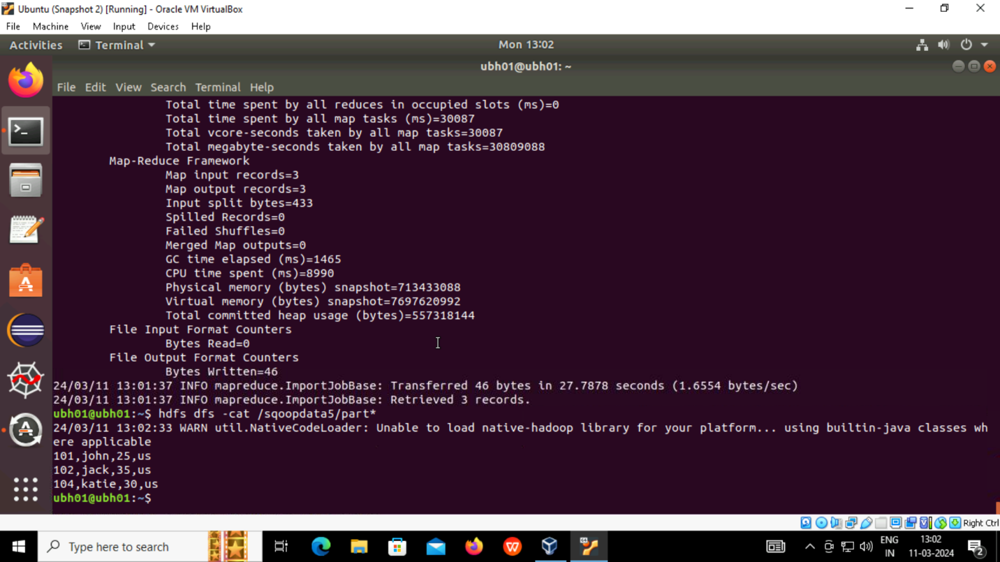 Ubuntu (Snapshot 2) [Running] - Oracle VM VirtualBox
File Machine View Input Devices Help
Activities Terminal Mon 13:02
ubh01@ubh01: ~
File Edit View Search Terminal Help
Total time spent by all reduces in occupied slots (ms)=0
Total time spent by all map tasks (ms)=30087
Total vcore-seconds taken by all map tasks=30087
Total megabyte-seconds taken by all map tasks=30809088
Map-Reduce Framework
Map input records=3
Map output records=3
Input split bytes=433
Spilled Records=0
Failed Shuffles=0
Merged Map outputs=0
GC time elapsed (ms)=1465
CPU time spent (ms)=8990
Physical memory (bytes) snapshot=713433088
Virtual memory (bytes) snapshot=7697620992
Total committed heap usage (bytes)=557318144
File Input Format Counters
Bytes Read=0
File Output Format Counters
Bytes Written=46
24/03/11 13:01:37 INFO mapreduce.ImportJobBase: Transferred 46 bytes in 27.7878 seconds (1.6554 bytes/sec)
24/03/11 13:01:37 INFO mapreduce.ImportJobBase: Retrieved 3 records.
ubh01@ubh01:~$ hdfs dfs -cat /sqoopdata5/part*
24/03/11 13:02:33 WARN util.NativeCodeLoader: Unable to load native-hadoop library for your platform... using builtin-java classes wh
ere applicable
101,john,25,us
102,jack,35,us
104,katie,30,us
ubh01@ubh01:~$
Right Ctrl
Type here to search
ENG
IN
13:02
11-03-2024
2